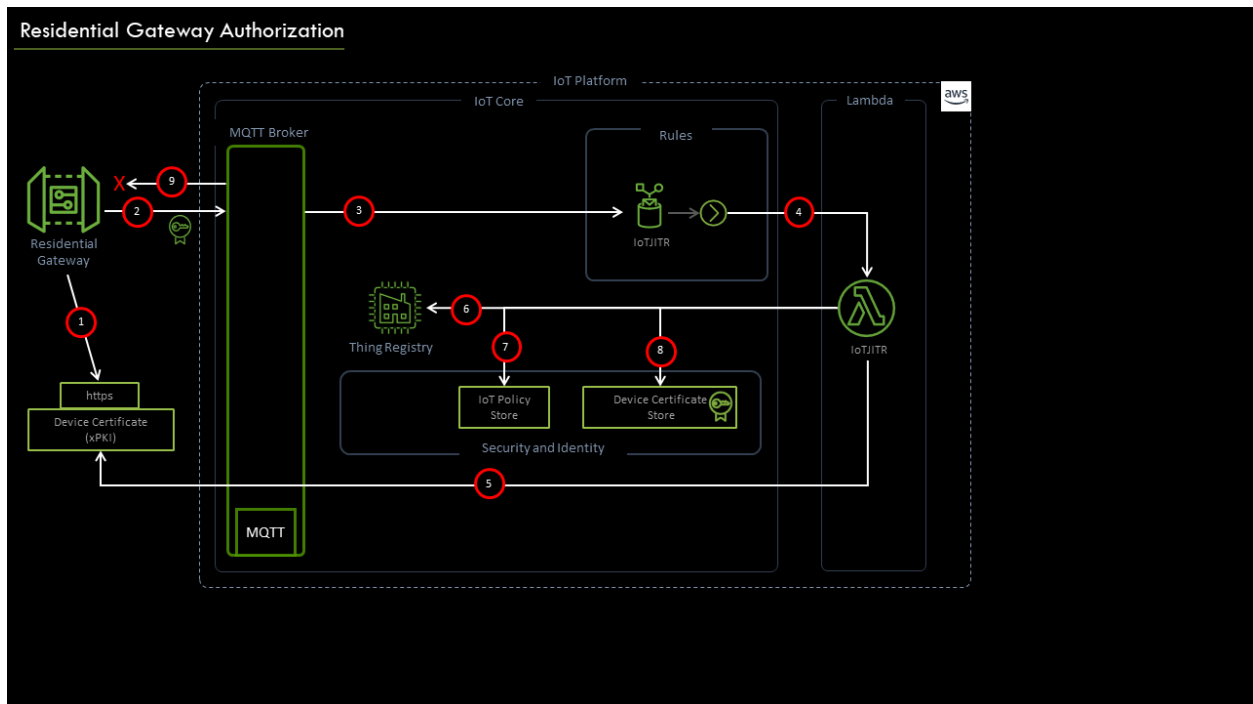 Residential Gateway Authorization
IoT Platform
aws
IoT Core
Lambda
MQTT Broker
Rules
X
9
2
3
4
Residential
Gateway
IoTJITR
1
6
Thing Registry
7
8
IoTJITR
https
Device Certificate
(xPKI)
IoT Policy
Store
Device Certificate
Store
Security and Identity
5
MQTT